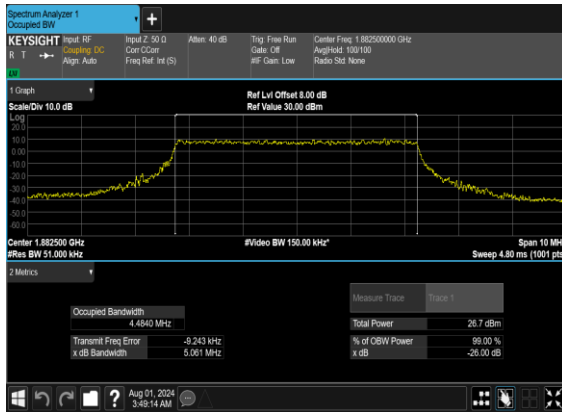 Spectrum Analyzer 1
Occupied BW
KEYSIGHT
R T
LXI
Input: RF
Coupling: DC
Align: Auto
Input Z: 50 Ω
Corr CCorr
Freq Ref: Int (S)
Atten: 40 dB
Trig: Free Run
Gate: Off
#IF Gain: Low
Center Freq: 1.882500000 GHz
Avg|Hold: 100/100
Radio Std: None
1 Graph
Scale/Div 10.0 dB
Ref Lvl Offset 8.00 dB
Ref Value 30.00 dBm
Log
20.0
10.0
0.00
-10.0
-20.0
-30.0
-40.0
-50.0
-60.0
Center 1.882500 GHz
#Res BW 51.000 kHz
#Video BW 150.00 kHz*
Span 10 MH
Sweep 4.80 ms (1001 pts
2 Metrics
Occupied Bandwidth
4.4840 MHz
Transmit Freq Error -9.243 kHz
x dB Bandwidth 5.061 MHz
Measure Trace Trace 1
Total Power 26.7 dBm
% of OBW Power 99.00 %
x dB -26.00 dB
Aug 01, 2024
3:49:14 AM